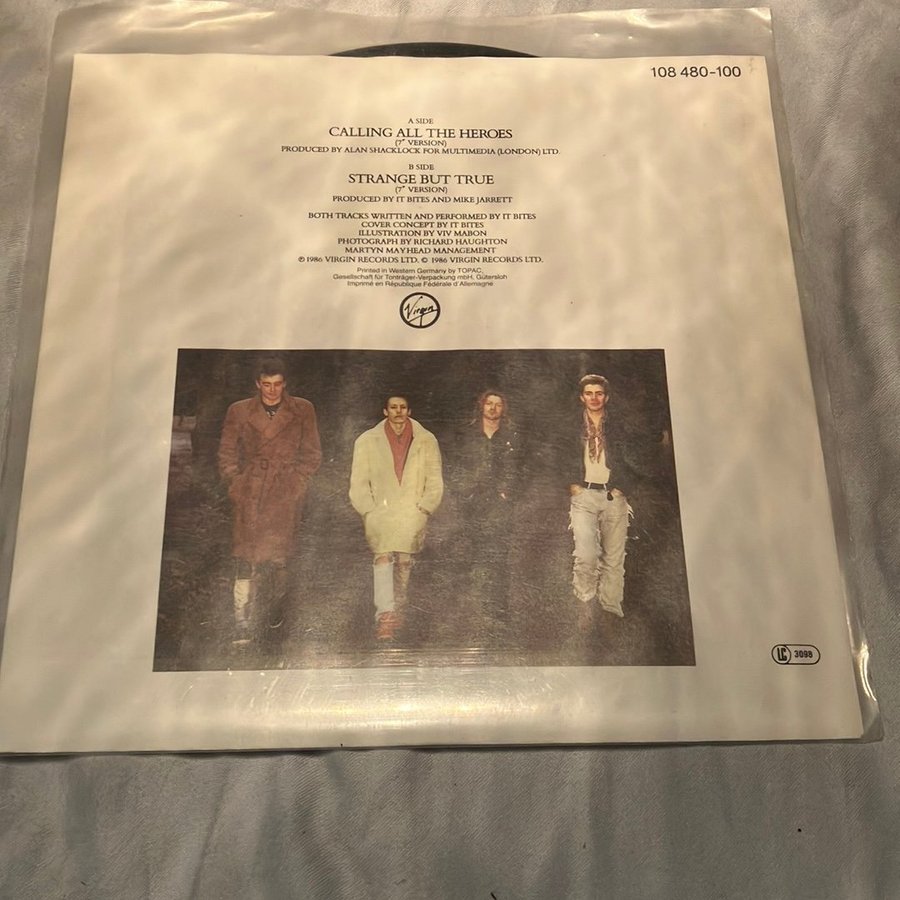 108 480-100
A SIDE
CALLING ALL THE HEROES
(7" VERSION)
PRODUCED BY ALAN SHACKLOCK FOR MULTIMEDIA (LONDON) LTD.
B SIDE
STRANGE BUT TRUE
(7" VERSION)
PRODUCED BY IT BITES AND MIKE JARRETT
BOTH TRACKS WRITTEN AND PERFORMED BY IT BITES
COVER CONCEPT BY IT BITES
ILLUSTRATION BY VIV MABON
PHOTOGRAPH BY RICHARD HAUGHTON
MARTYN MAYHEAD MANAGEMENT
℗ 1986 VIRGIN RECORDS LTD. © 1986 VIRGIN RECORDS LTD.
Printed in Western Germany by TOPAC,
Gesellschaft für Tonträger-Verpackung mbH, Gütersloh
Imprimé en République Fédérale d'Allemagne
Virgin
LC 3098